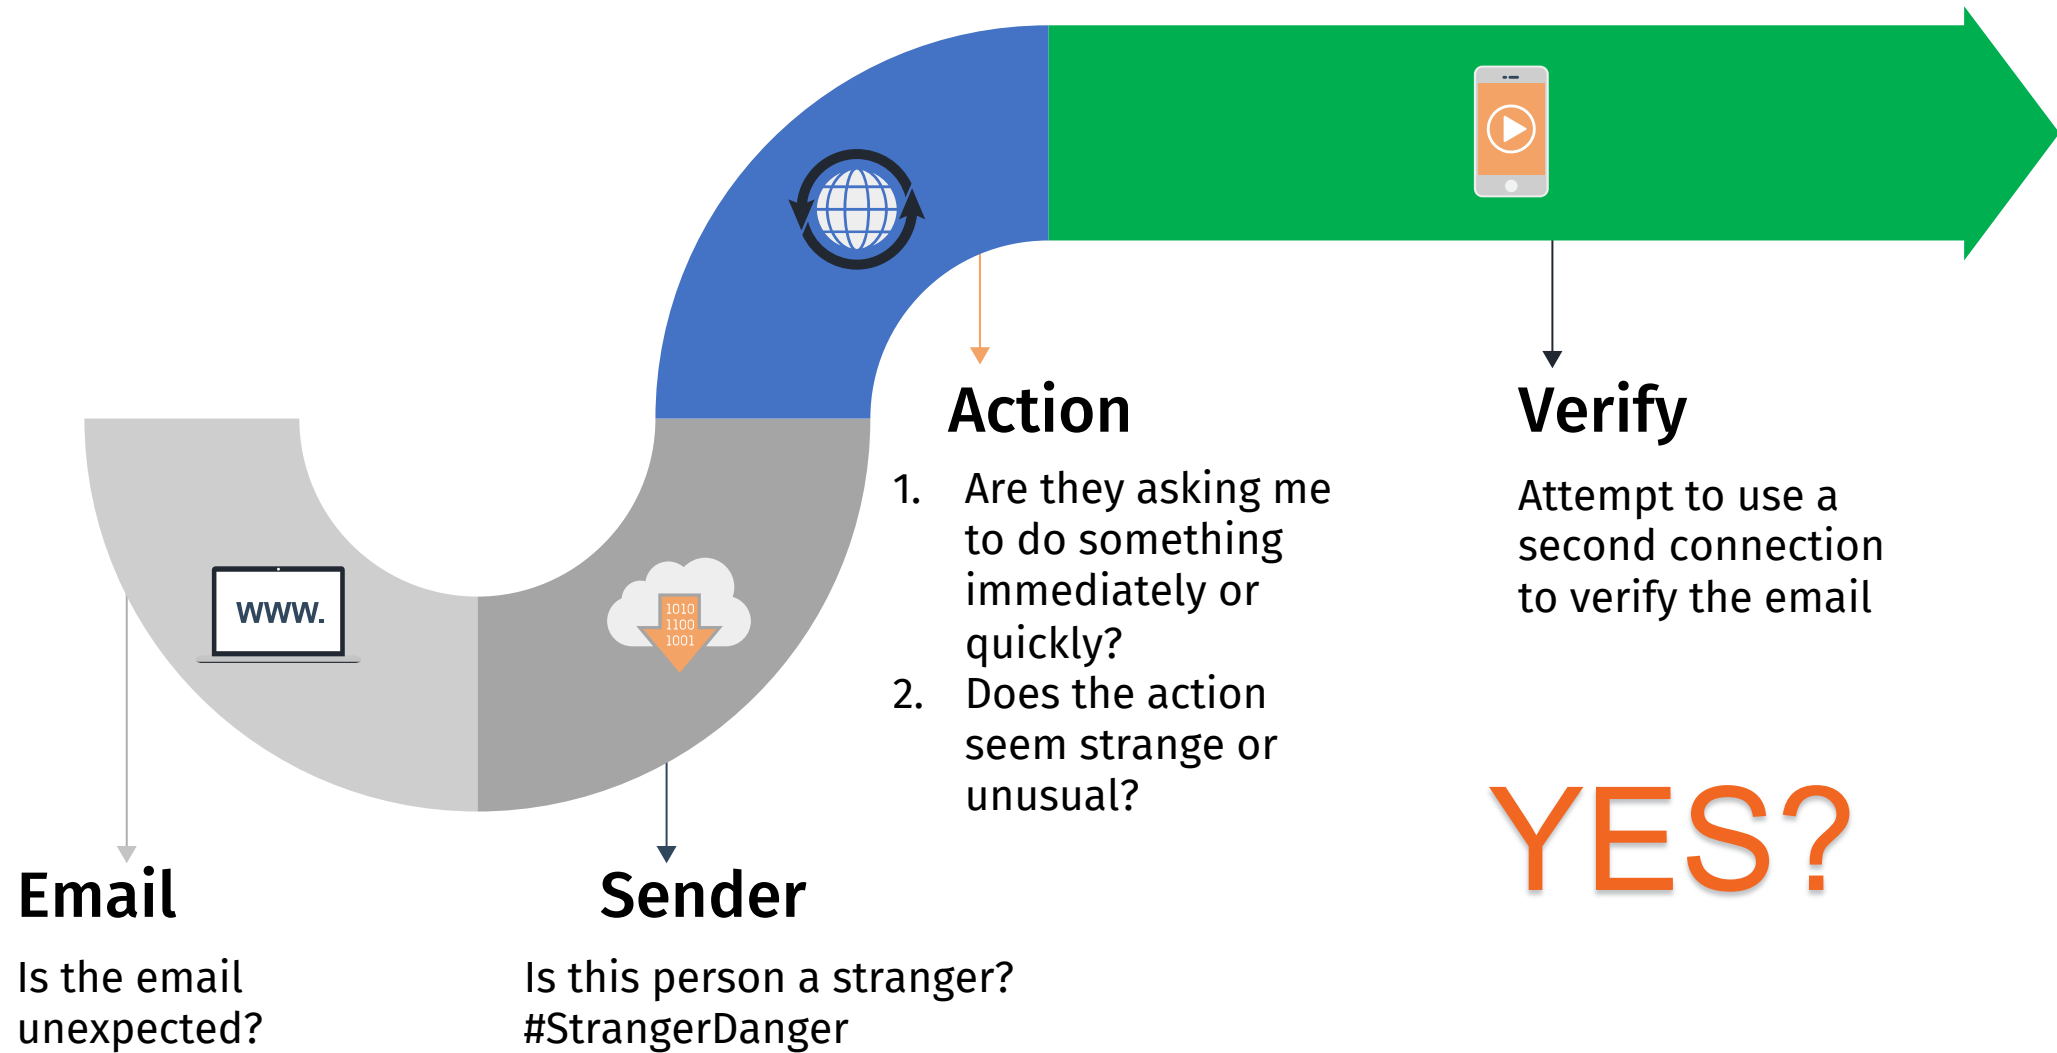 Email
Is the email
unexpected?
www.
Sender
Is this person a stranger?
#StrangerDanger
1010
1100
1001
Action
1. Are they asking me
to do something
immediately or
quickly?
2. Does the action
seem strange or
unusual?
Verify
Attempt to use a
second connection
to verify the email
YES?